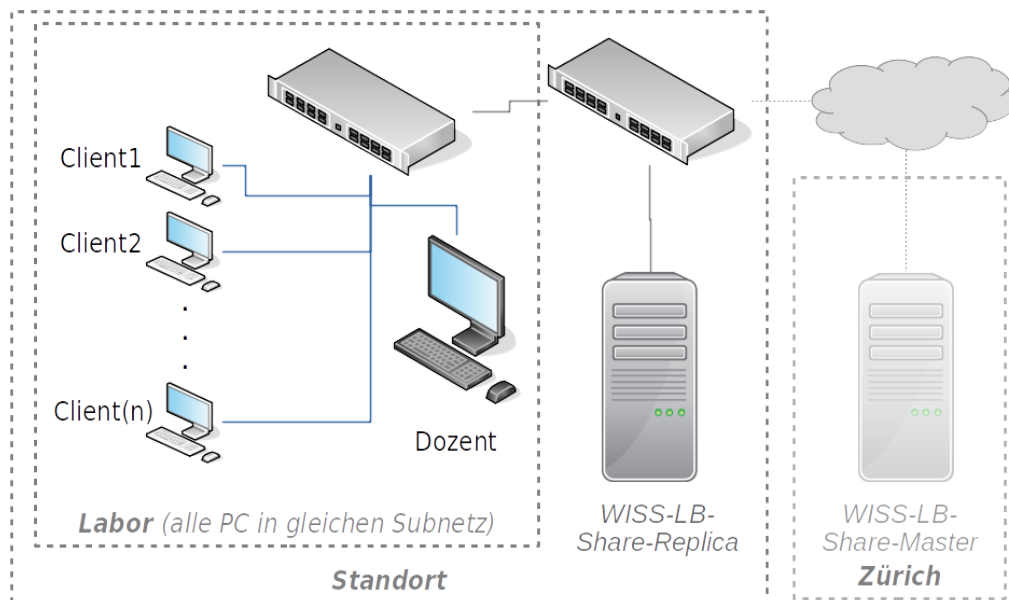 Client1
Client2
.
.
.
Client(n)
Dozent
Labor (alle PC in gleichen Subnetz)
WISS-LB-
Share-Replica
Standort
WISS-LB-
Share-Master
Zürich